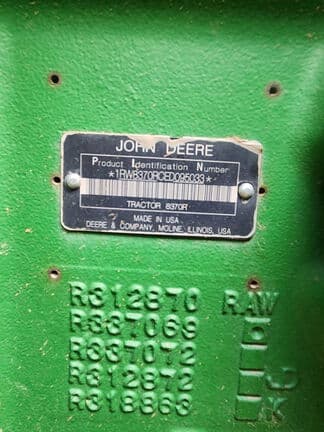 JOHN DEERE
Product Identification Number
*1RW8370RCED095033*
TRACTOR 8370R
MADE IN USA
DEERE & COMPANY, MOLINE, ILLINOIS, USA
R312870 RAW
R337069
R337072
R312872
R318863 K